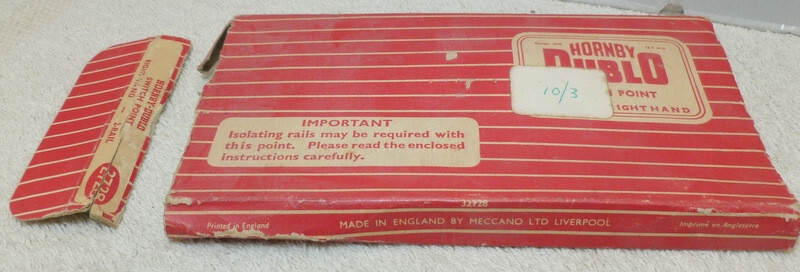 HORNBY-DUBLO
SWITCH POINT
RIGHT-HAND
2-RAIL
2728
HORNBY
DUBLO
10/3
POINT
RIGHT HAND
IMPORTANT
Isolating rails may be required with
this point. Please read the enclosed
instructions carefully.
32728
Printed in England
MADE IN ENGLAND BY MECCANO LTD LIVERPOOL
Imprimé en Angleterre